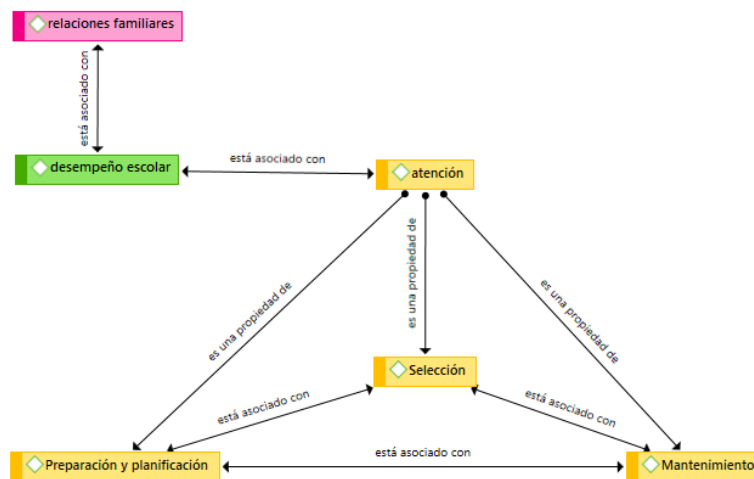 relaciones familiares
está asociado con
desempeño escolar
está asociado con
atención
es una propiedad de
es una propiedad de
es una propiedad de
Selección
está asociado con
está asociado con
Preparación y planificación
está asociado con
Mantenimiento